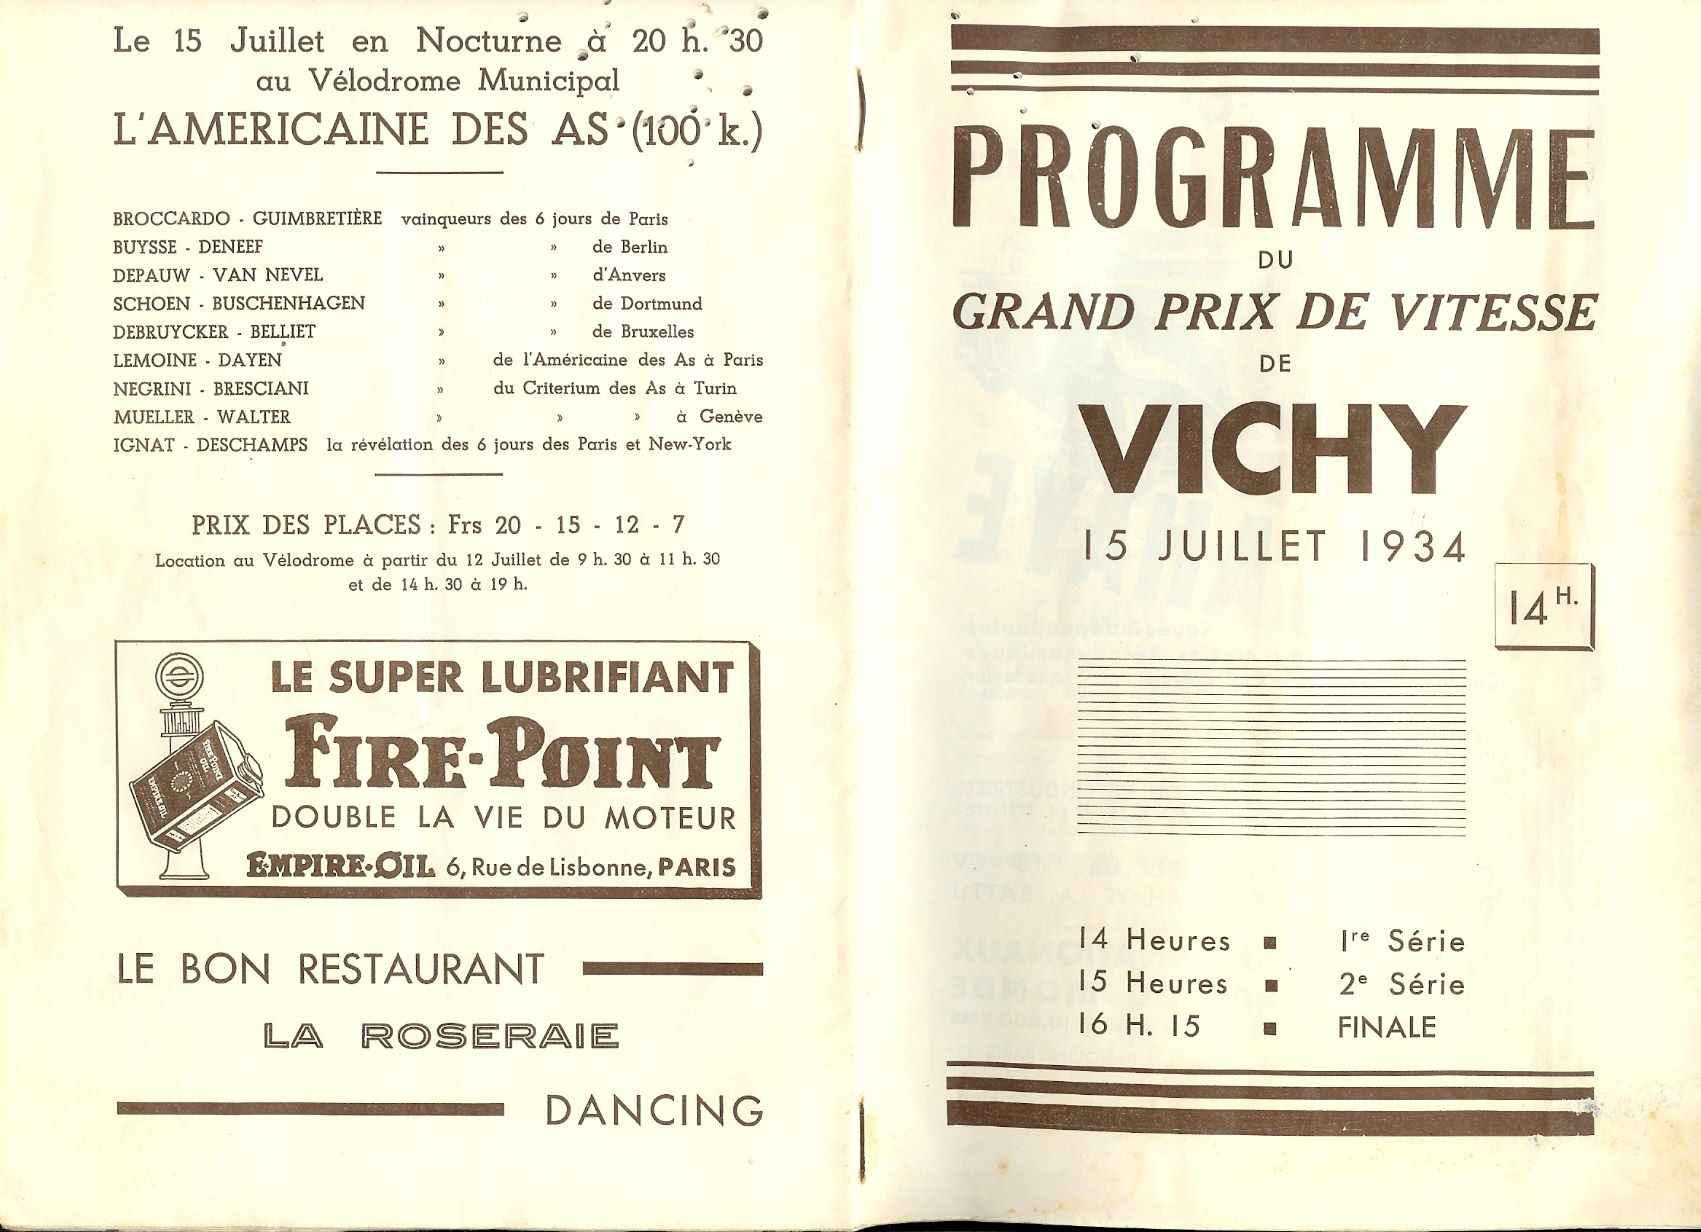 Le 15 Juillet en Nocturne à 20 h. 30
au Vélodrome Municipal
L'AMERICAINE DES AS (100 k.)
BROCCARDO - GUIMBRETIÈRE vainqueurs des 6 jours de Paris
BUYSSE - DENEEF » » de Berlin
DEPAUW - VAN NEVEL » » d'Anvers
SCHOEN - BUSCHENHAGEN » » de Dortmund
DEBRUYCKER - BELLIET » » de Bruxelles
LEMOINE - DAYEN » de l'Américaine des As à Paris
NEGRINI - BRESCIANI » du Criterium des As à Turin
MUELLER - WALTER » » » à Genève
IGNAT - DESCHAMPS la révélation des 6 jours des Paris et New-York
PRIX DES PLACES : Frs 20 - 15 - 12 - 7
Location au Vélodrome à partir du 12 Juillet de 9 h. 30 à 11 h. 30
et de 14 h. 30 à 19 h.
LE SUPER LUBRIFIANT
FIRE-POINT
DOUBLE LA VIE DU MOTEUR
EMPIRE-OIL 6, Rue de Lisbonne, PARIS
FIRE-POINT
OIL
EMPIRE-OIL
LE BON RESTAURANT
LA ROSERAIE
DANCING
PROGRAMME
DU
GRAND PRIX DE VITESSE
DE
VICHY
15 JUILLET 1934
14 H.
14 Heures ■ 1re Série
15 Heures ■ 2e Série
16 H. 15 ■ FINALE